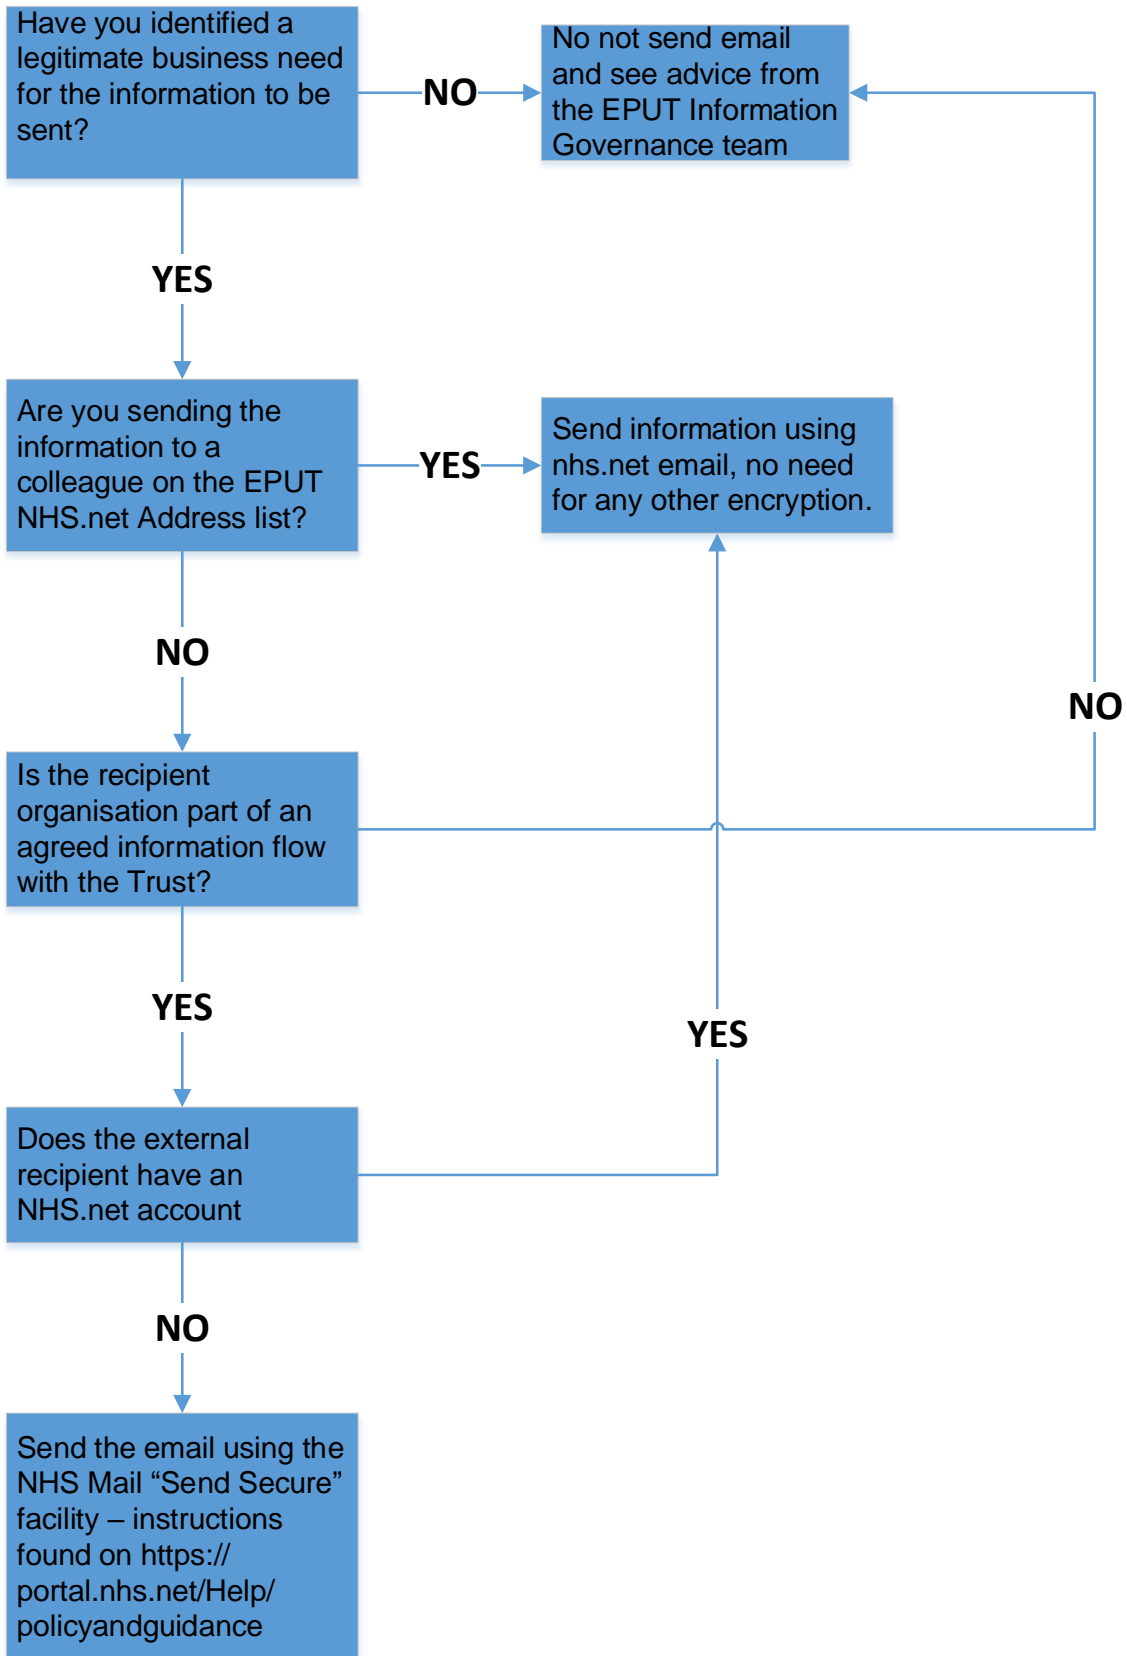 Have you identified a
legitimate business need
for the information to be
sent?
NO
No not send email
and see advice from
the EPUT Information
Governance team
YES
Are you sending the
information to a
colleague on the EPUT
NHS.net Address list?
YES
Send information using
nhs.net email, no need
for any other encryption.
NO
NO
Is the recipient
organisation part of an
agreed information flow
with the Trust?
YES
YES
Does the external
recipient have an
NHS.net account
NO
Send the email using the
NHS Mail “Send Secure”
facility – instructions
found on https://
portal.nhs.net/Help/
policyandguidance